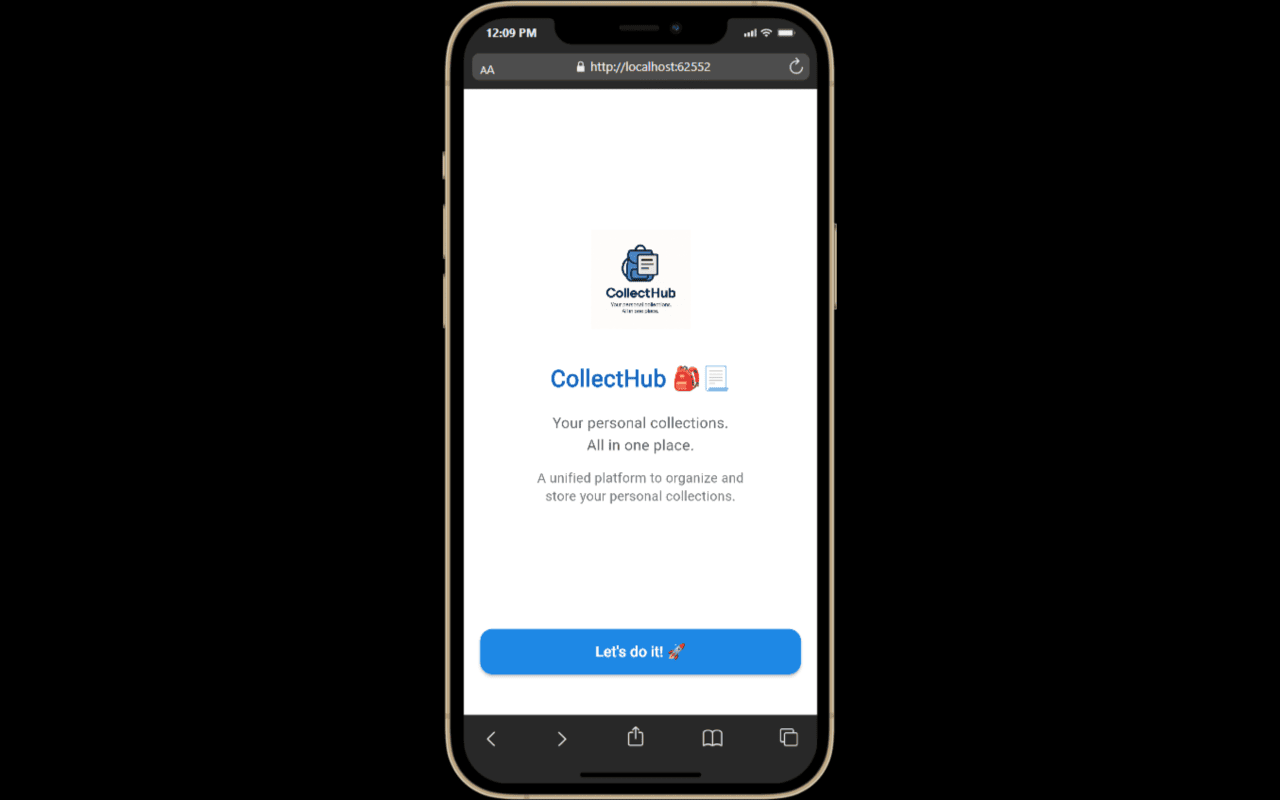 12:09 PM
AA
http://localhost:62552
CollectHub
Your personal collections.
All in one place.
CollectHub 🎒📃
Your personal collections.
All in one place.
A unified platform to organize and
store your personal collections.
Let's do it! 🚀